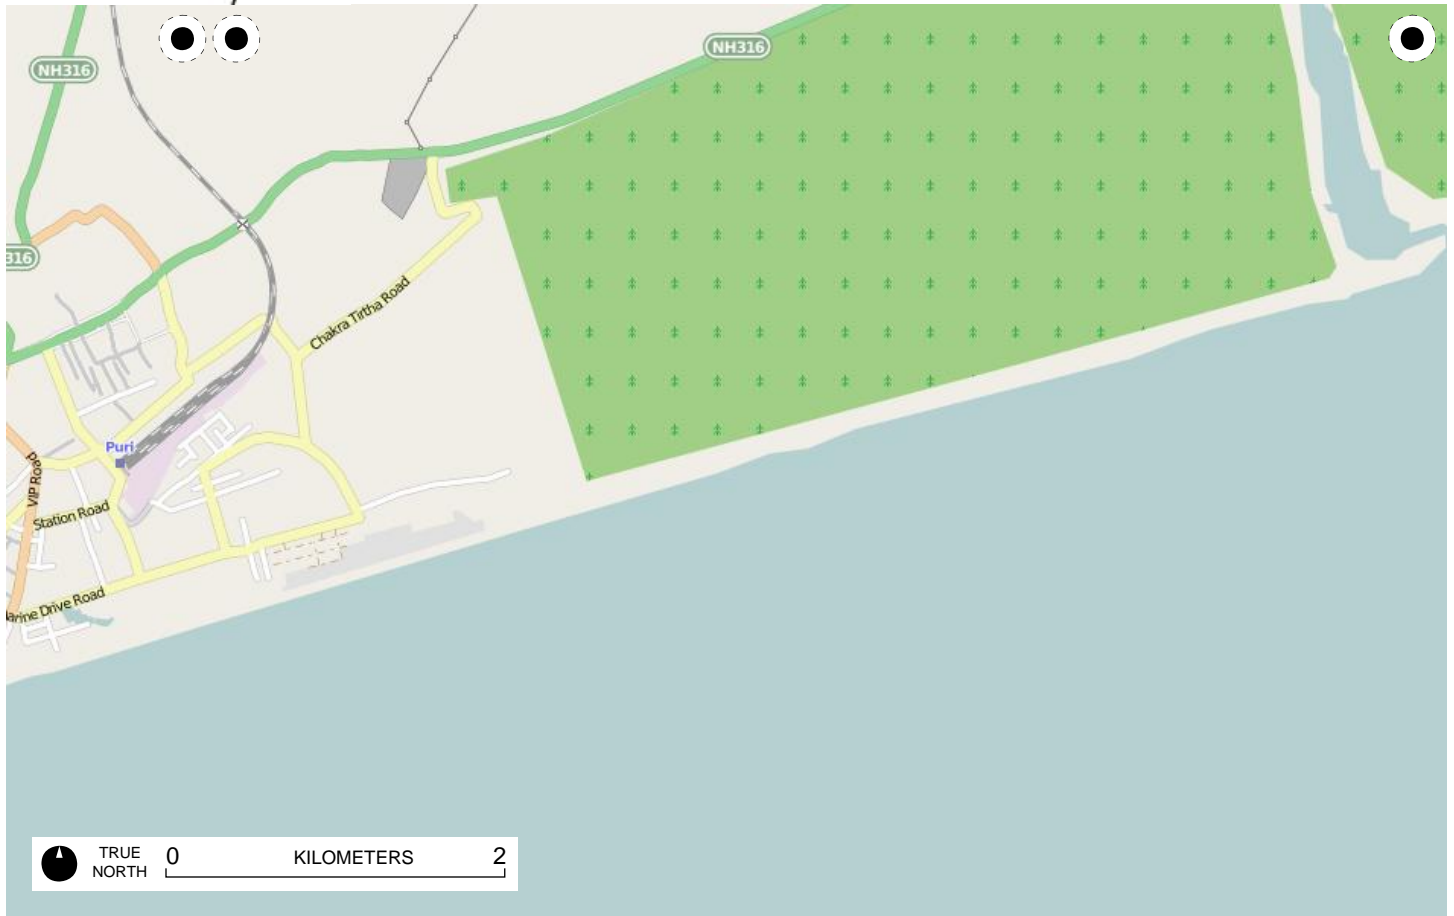 NH316
NH316
316
Chakra Tirtha Road
Puri
VIP Road
Station Road
arine Drive Road
TRUE
NORTH
0
KILOMETERS
2